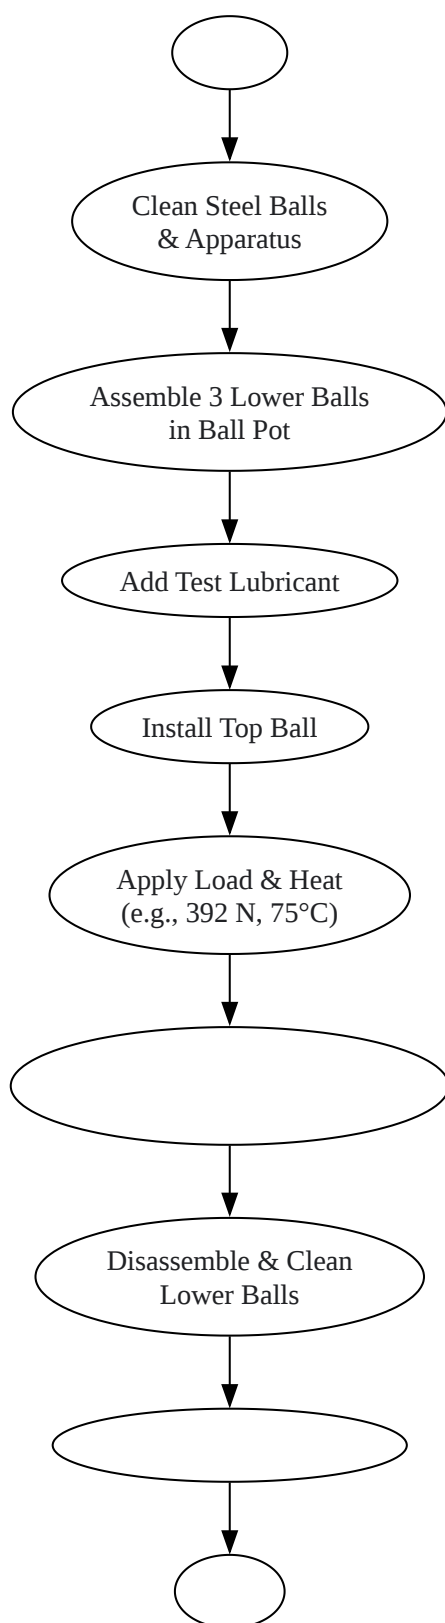 Clean Steel Balls
& Apparatus
Assemble 3 Lower Balls
in Ball Pot
Add Test Lubricant
Install Top Ball
Apply Load & Heat
(e.g., 392 N, 75°C)
Disassemble & Clean
Lower Balls